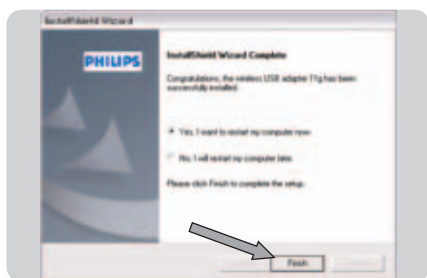 InstallShield Wizard
PHILIPS
InstallShield Wizard Complete
Congratulations, the wireless USB adapter 11g has been
successfully installed.
Yes, I want to restart my computer now.
No, I will restart my computer later.
Please click Finish to complete the setup.
Finish